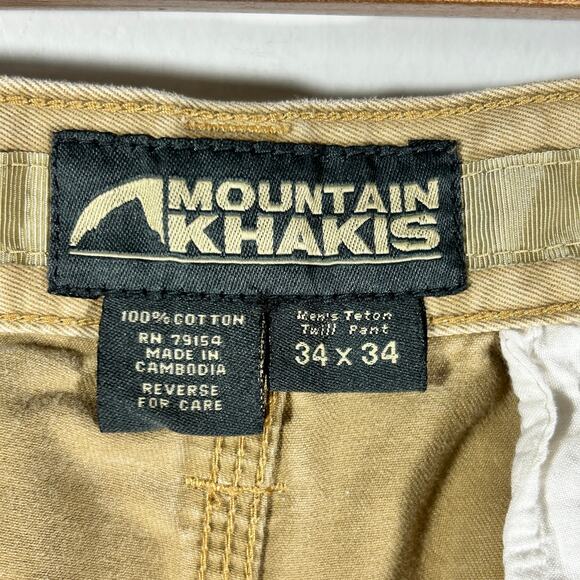 MOUNTAIN
KHAKIS
100% COTTON
RN 79154
MADE IN
CAMBODIA
REVERSE
FOR CARE
Men's Teton
Twill Pant
34 x 34